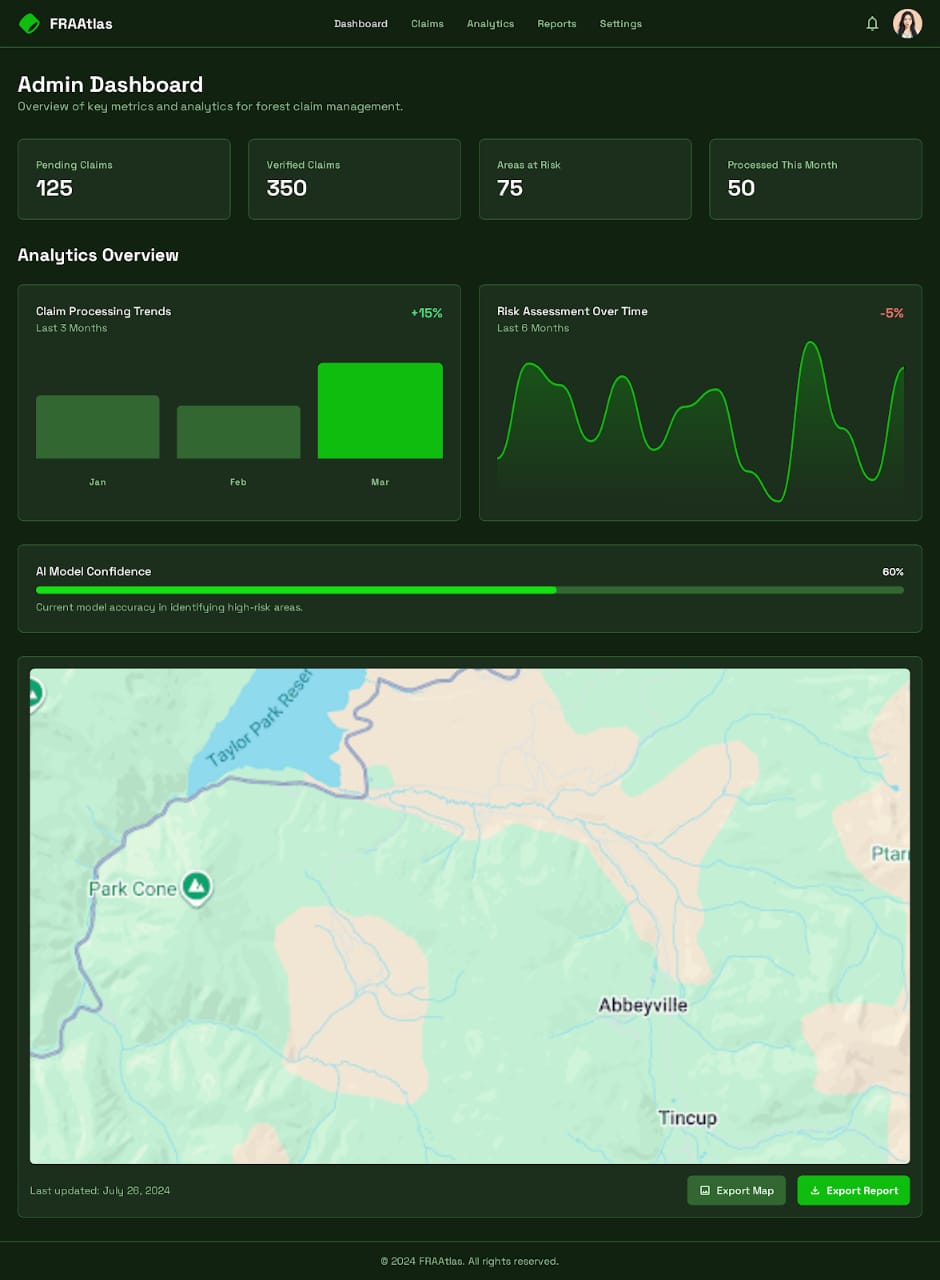 FRAAtlas
Dashboard Claims Analytics Reports Settings
Admin Dashboard
Overview of key metrics and analytics for forest claim management.
Pending Claims
125
Verified Claims
350
Areas at Risk
75
Processed This Month
50
Analytics Overview
Claim Processing Trends
+15%
Last 3 Months
Jan Feb Mar
Risk Assessment Over Time
-5%
Last 6 Months
AI Model Confidence
60%
Current model accuracy in identifying high-risk areas.
Taylor Park Reser
Ptarm
Park Cone
Abbeyville
Tincup
Last updated: July 26, 2024
Export Map
Export Report
© 2024 FRAAtlas. All rights reserved.